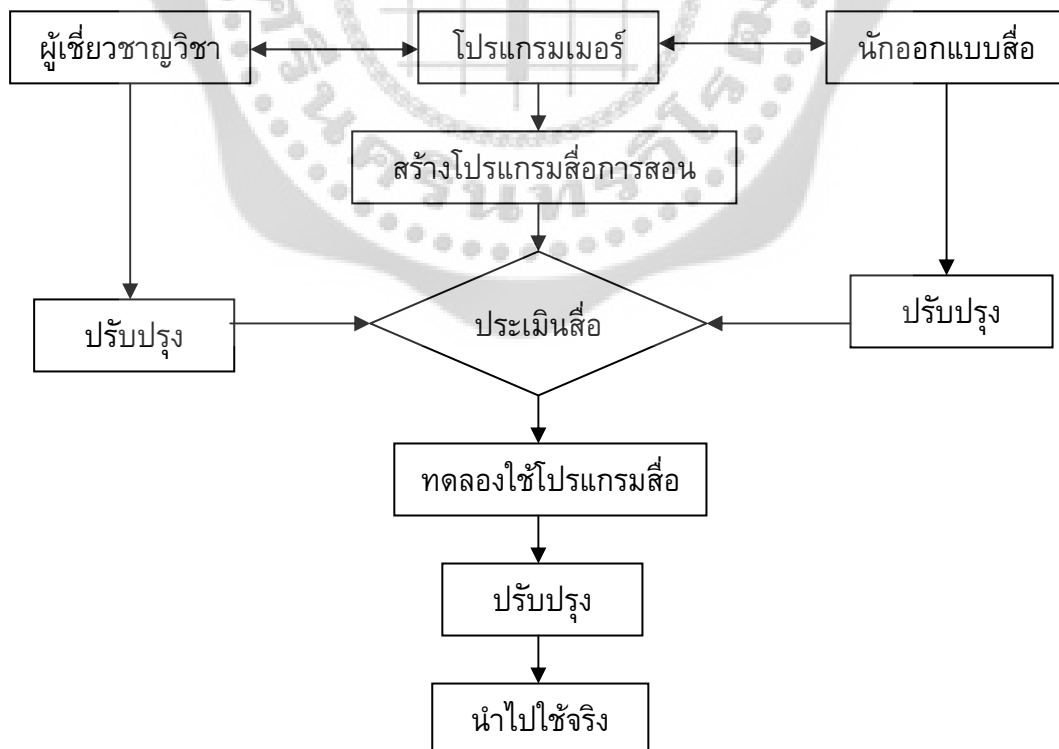 ผู้เชี่ยวชาญวิชา
โปรแกรมเมอร์
นักออกแบบสื่อ
สร้างโปรแกรมสื่อการสอน
ประเมินสื่อ
ปรับปรุง
ปรับปรุง
ทดลองใช้โปรแกรมสื่อ
ปรับปรุง
นำไปใช้จริง